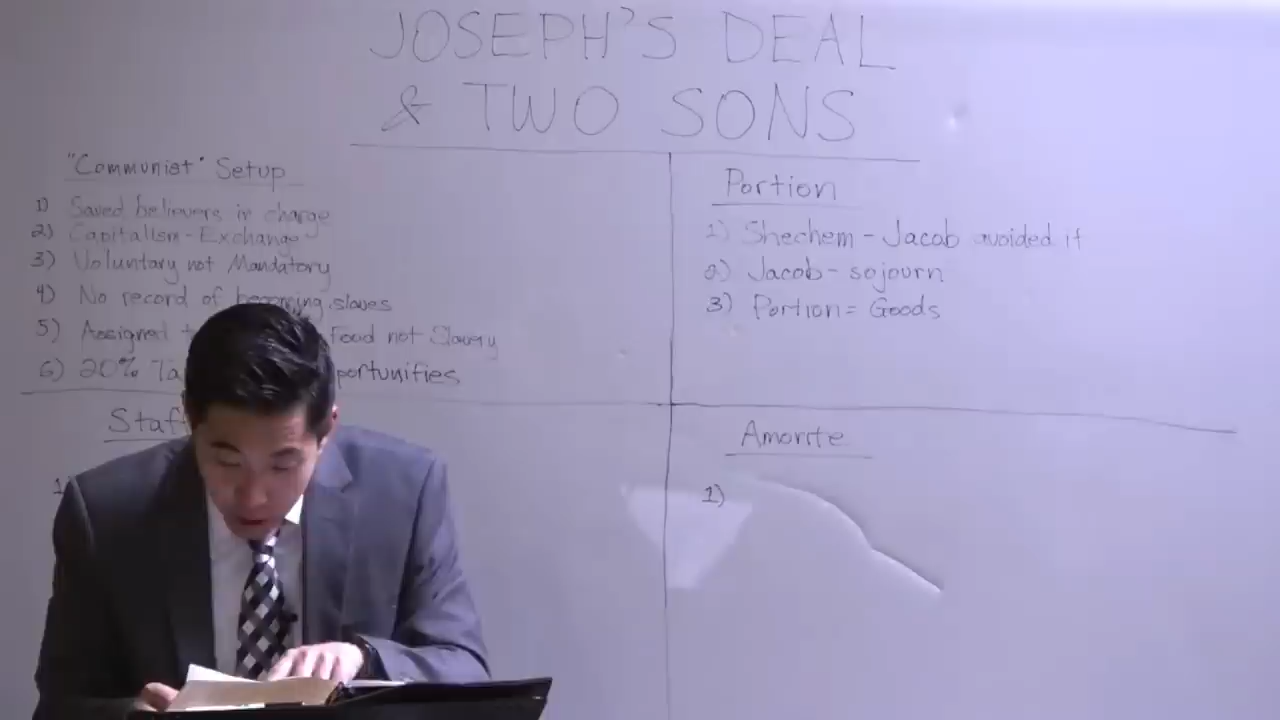 JOSEPH'S DEAL
& TWO SONS
"Communist" Setup
1) Saved believers in charge
2) Capitalism - Exchange
3) Voluntary not Mandatory
4) No record of becoming slaves
5) Assigned Food not Slavery
6) 20%
Portion
1) Shechem - Jacob avoided it
2) Jacob - sojourn
3) Portion = Goods
Staff
1
Amorite
1)